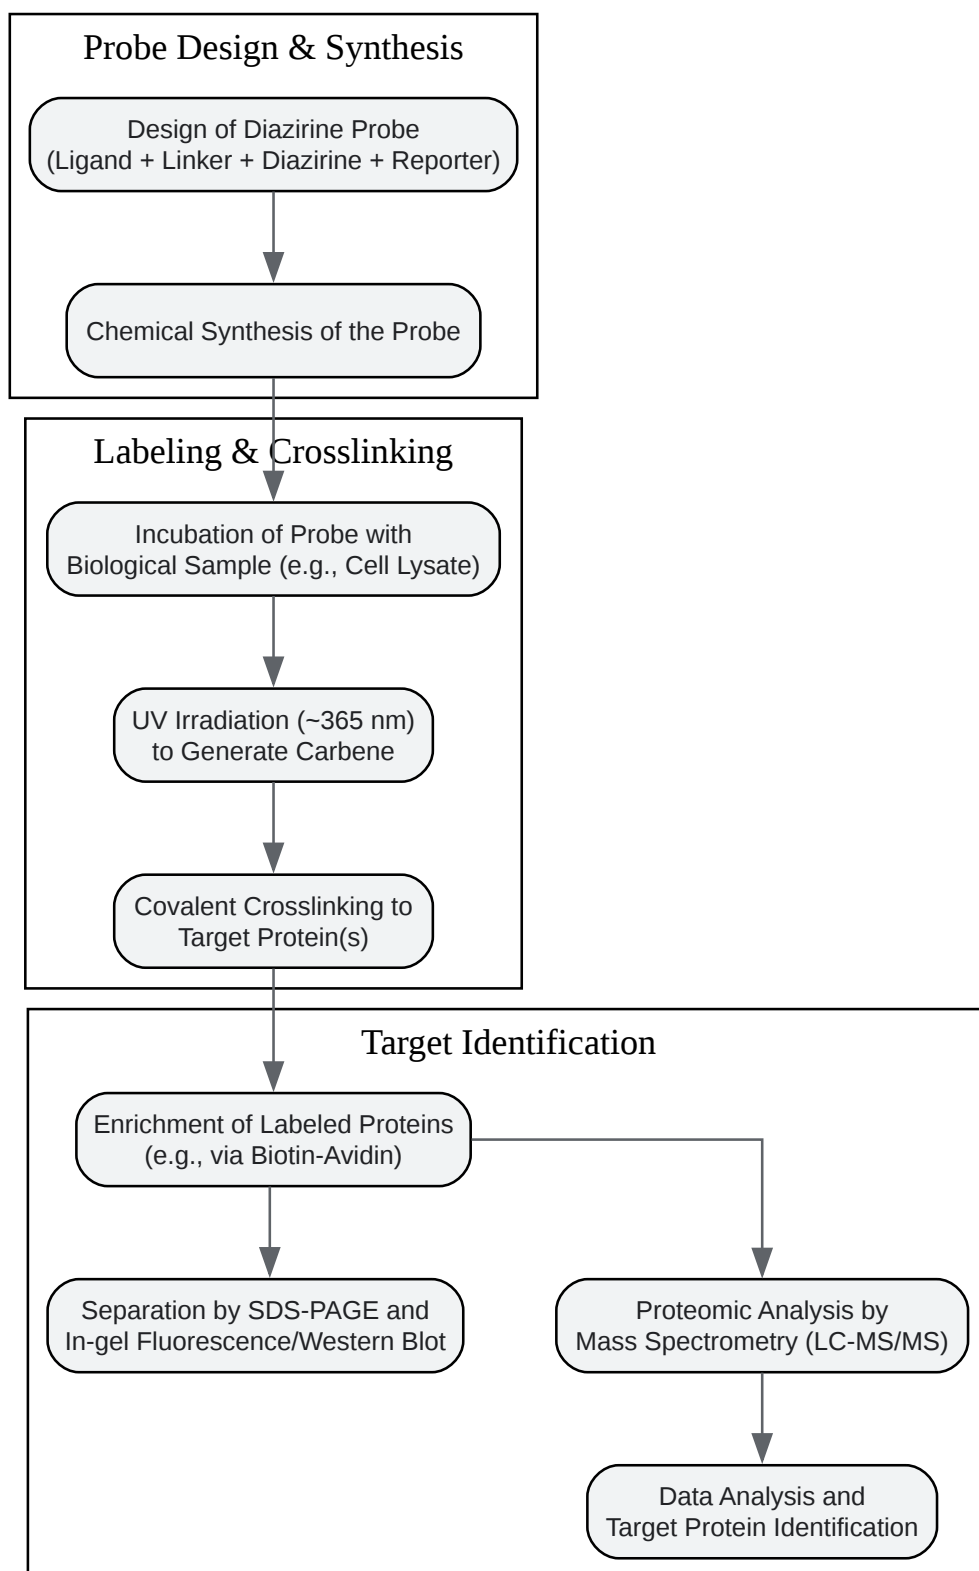 Probe Design & Synthesis
Design of Diazirine Probe
(Ligand + Linker + Diazirine + Reporter)
Chemical Synthesis of the Probe
Labeling & Crosslinking
Incubation of Probe with
Biological Sample (e.g., Cell Lysate)
UV Irradiation (~365 nm)
to Generate Carbene
Covalent Crosslinking to
Target Protein(s)
Target Identification
Enrichment of Labeled Proteins
(e.g., via Biotin-Avidin)
Separation by SDS-PAGE and
In-gel Fluorescence/Western Blot
Proteomic Analysis by
Mass Spectrometry (LC-MS/MS)
Data Analysis and
Target Protein Identification